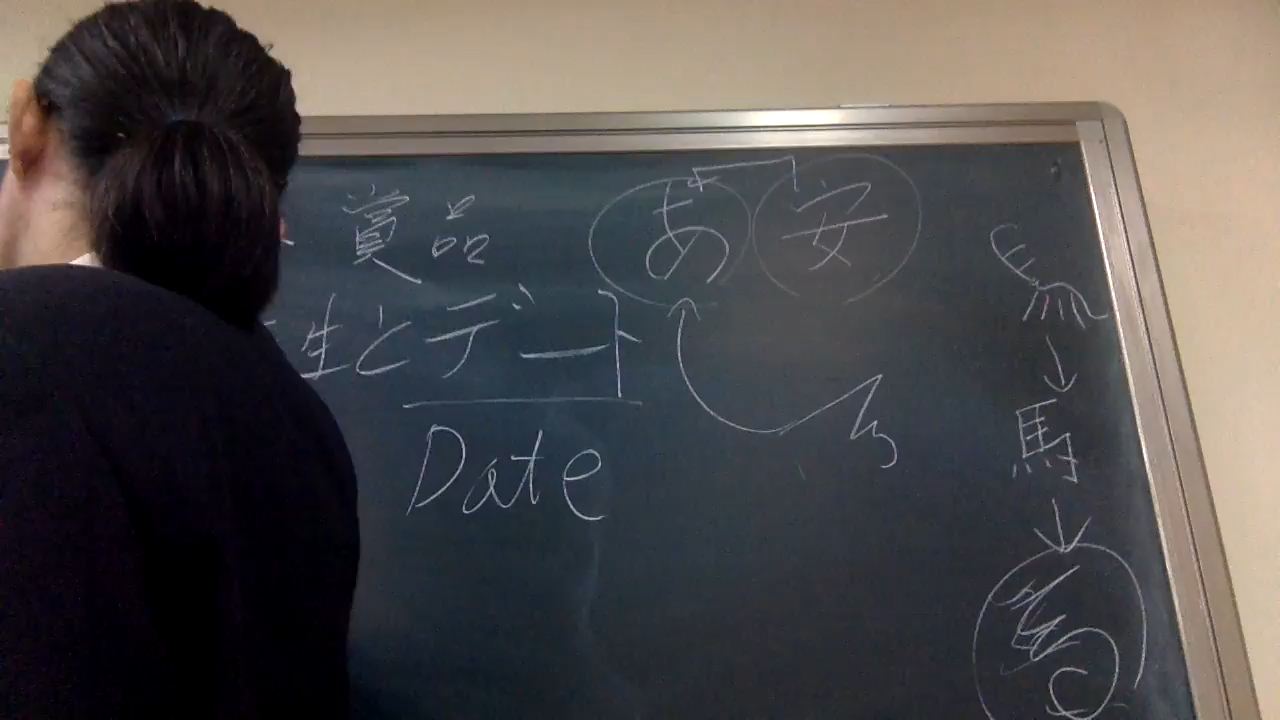 賞品
あ 安
生とデート
Date
馬